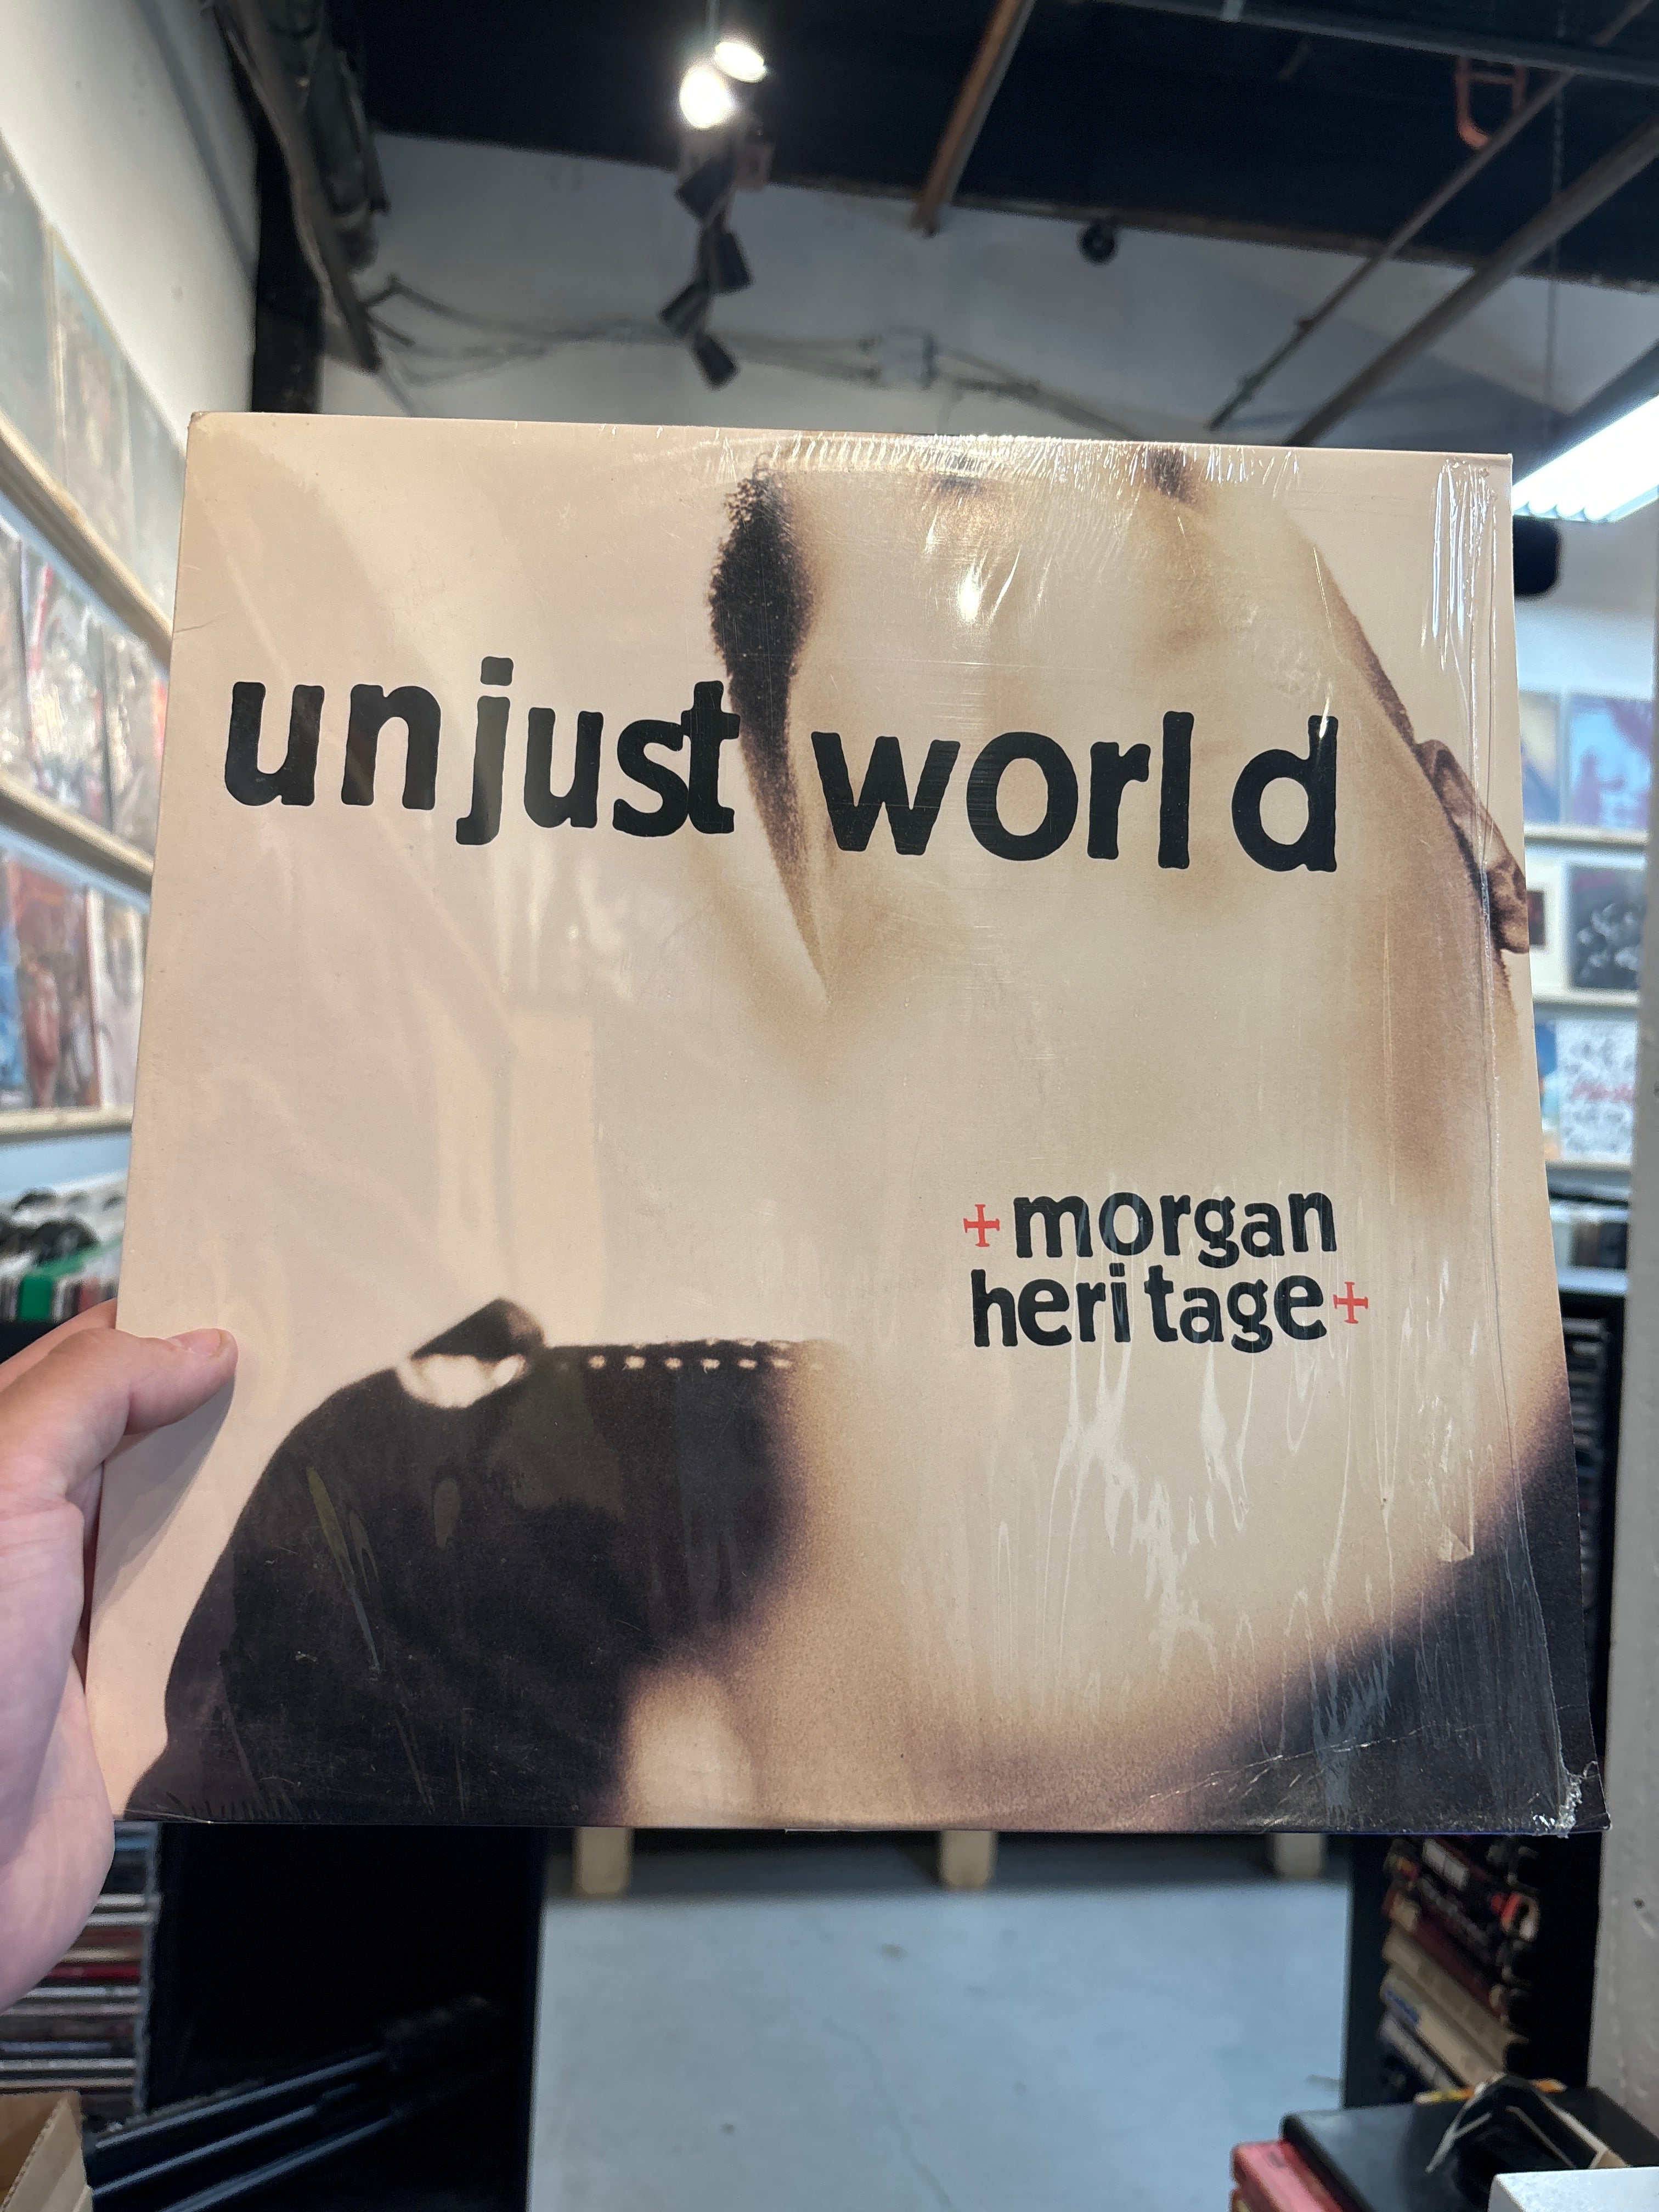 unjust world
+morgan
heritage+